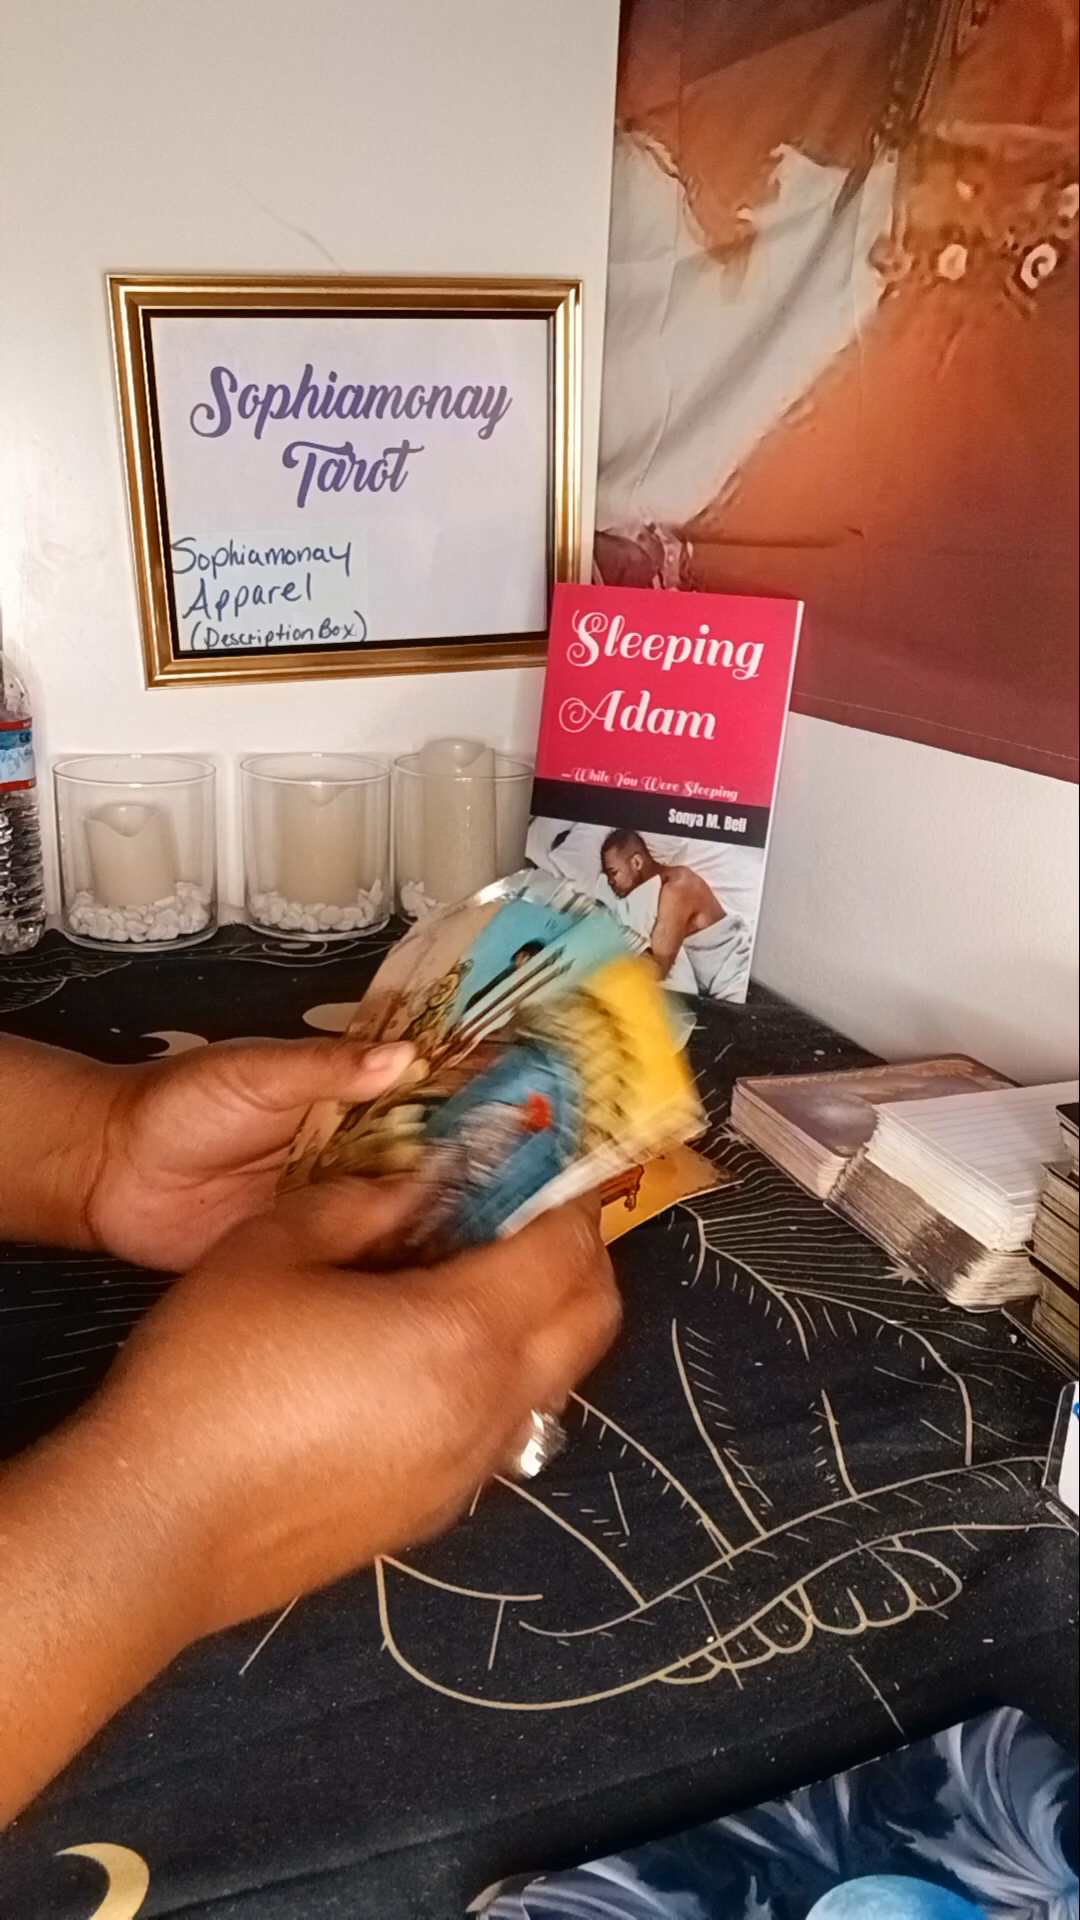 Sophiamonay
Tarot
Sophiamonay
Apparel
(Description Box)
Sleeping
Adam
...While You Were Sleeping
Sonya M. Bell